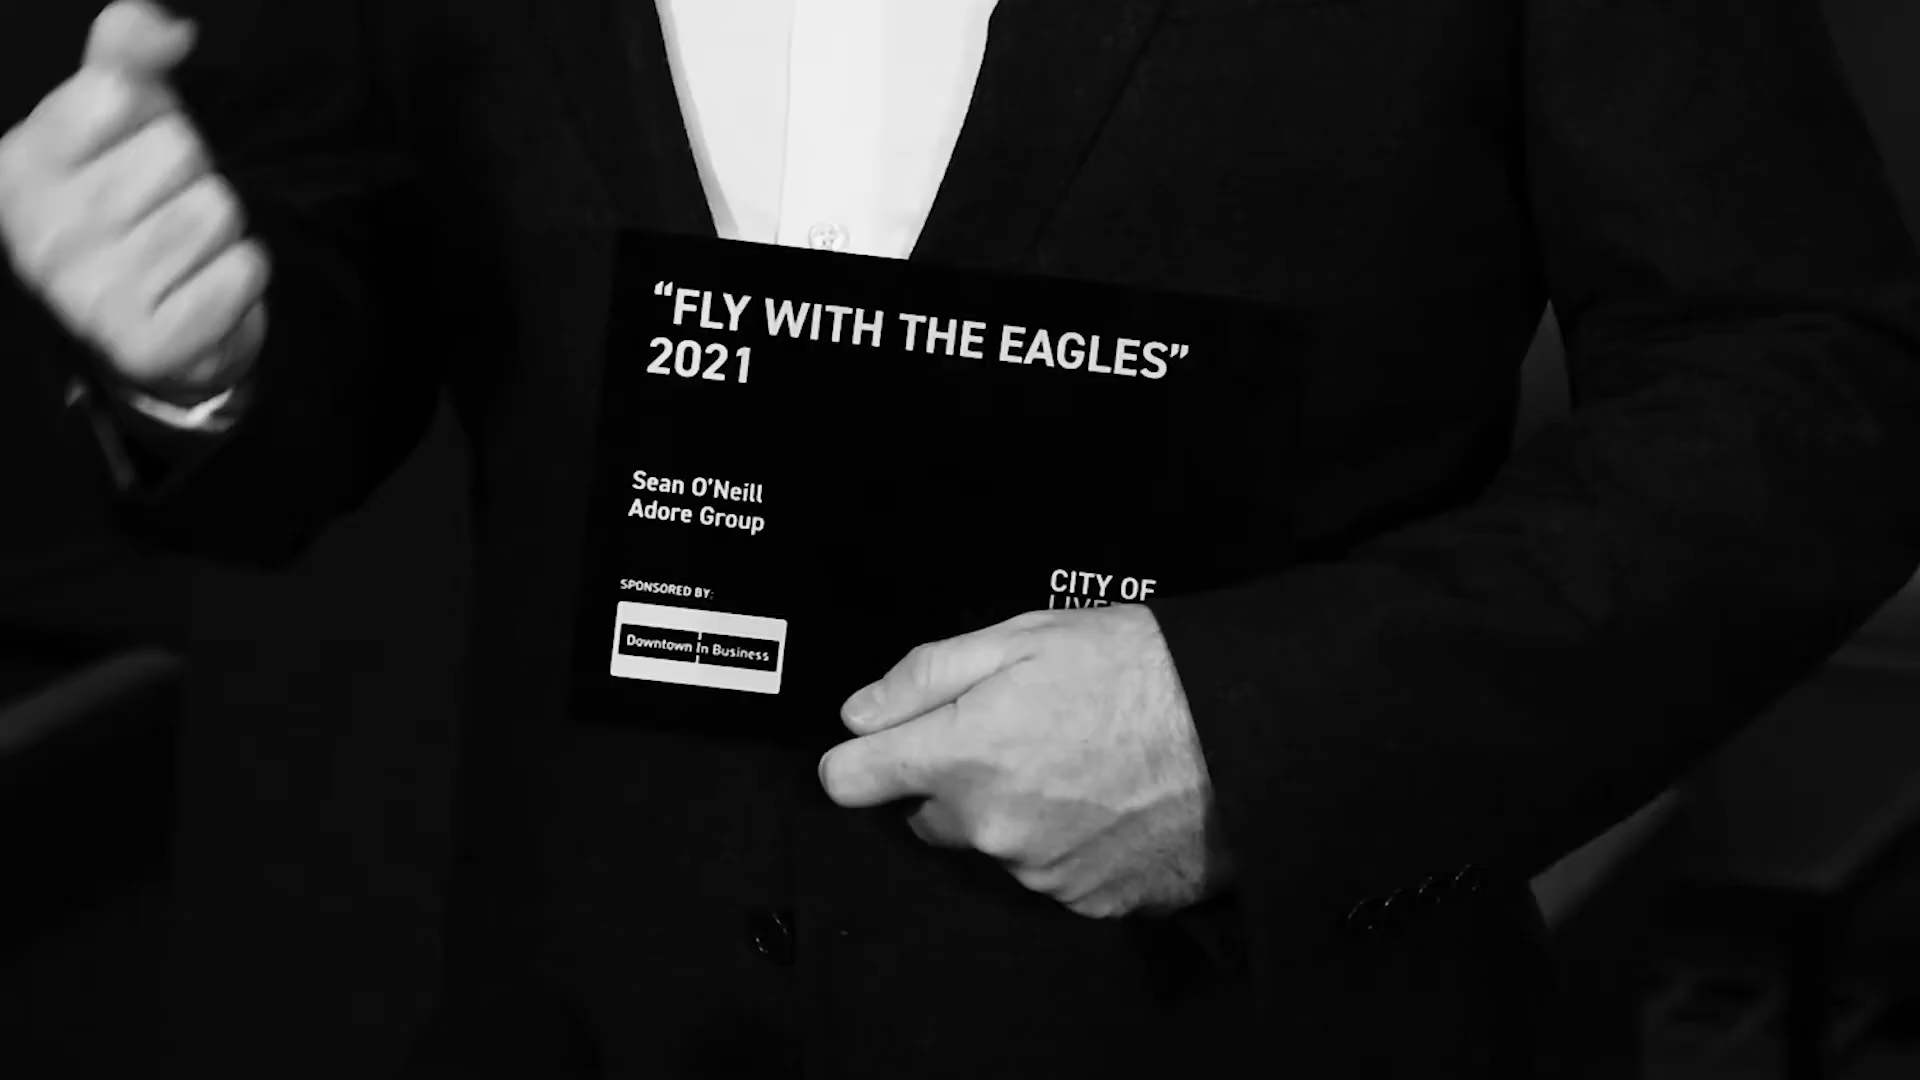 “FLY WITH THE EAGLES”
2021
Sean O’Neill
Adore Group
SPONSORED BY:
Downtown in Business
CITY OF